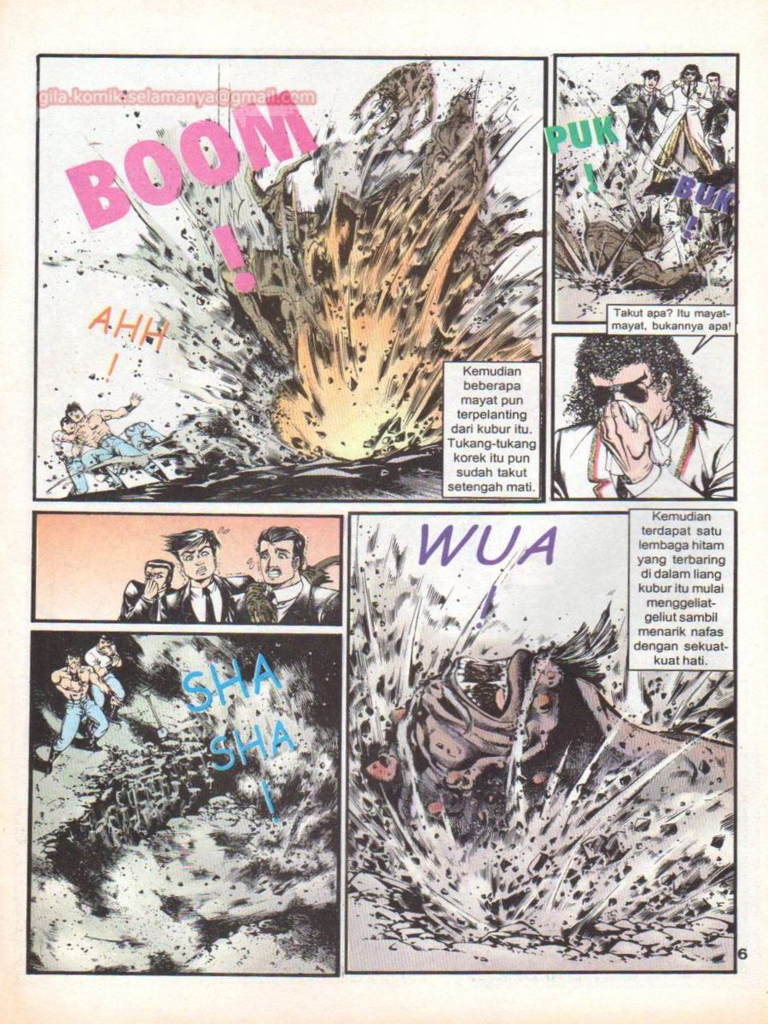 gila.komik.selamanya@gmail.com
BOOM
!
AHH
!
Kemudian
beberapa
mayat pun
terpelanting
dari kubur itu.
Tukang-tukang
korek itu pun
sudah takut
setengah mati.
PUK
!
BUK
!
Takut apa? Itu mayat-
mayat, bukannya apa!
SHA
SHA
!
WUA
!
Kemudian
terdapat satu
lembaga hitam
yang terbaring
di dalam liang
kubur itu mulai
menggeliat-
geliut sambil
menarik nafas
dengan sekuat-
kuat hati.
6